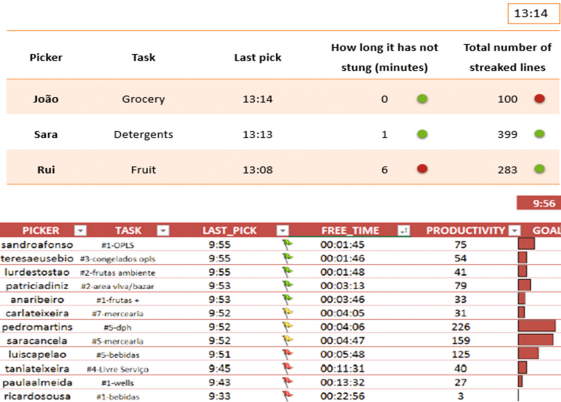 13:14
Picker Task Last pick How long it has not stung (minutes) Total number of streaked lines
João Grocery 13:14 0 100
Sara Detergents 13:13 1 399
Rui Fruit 13:08 6 283
9:56
PICKER TASK LAST_PICK FREE_TIME PRODUCTIVITY GOAL
sandroafonso #1-OPLS 9:55 00:01:45 75
teresaeusebio #3-congelados opls 9:55 00:01:46 54
lurdestostao #2-frutas ambiente 9:55 00:01:48 41
patriciadiniz #2-area viva/bazar 9:53 00:03:13 79
anaribeiro #1-frutas + 9:53 00:03:46 33
carlateixeira #7-mercearia 9:52 00:04:05 31
pedromartins #5-dph 9:52 00:04:06 226
saracancela #5-mercearia 9:52 00:04:47 159
luiscapelao #5-bebidas 9:51 00:05:48 125
taniateixeira #4-Livre Serviço 9:45 00:11:31 40
paulaalmeida #1-wells 9:43 00:13:32 27
ricardosousa #1-bebidas 9:33 00:22:56 3